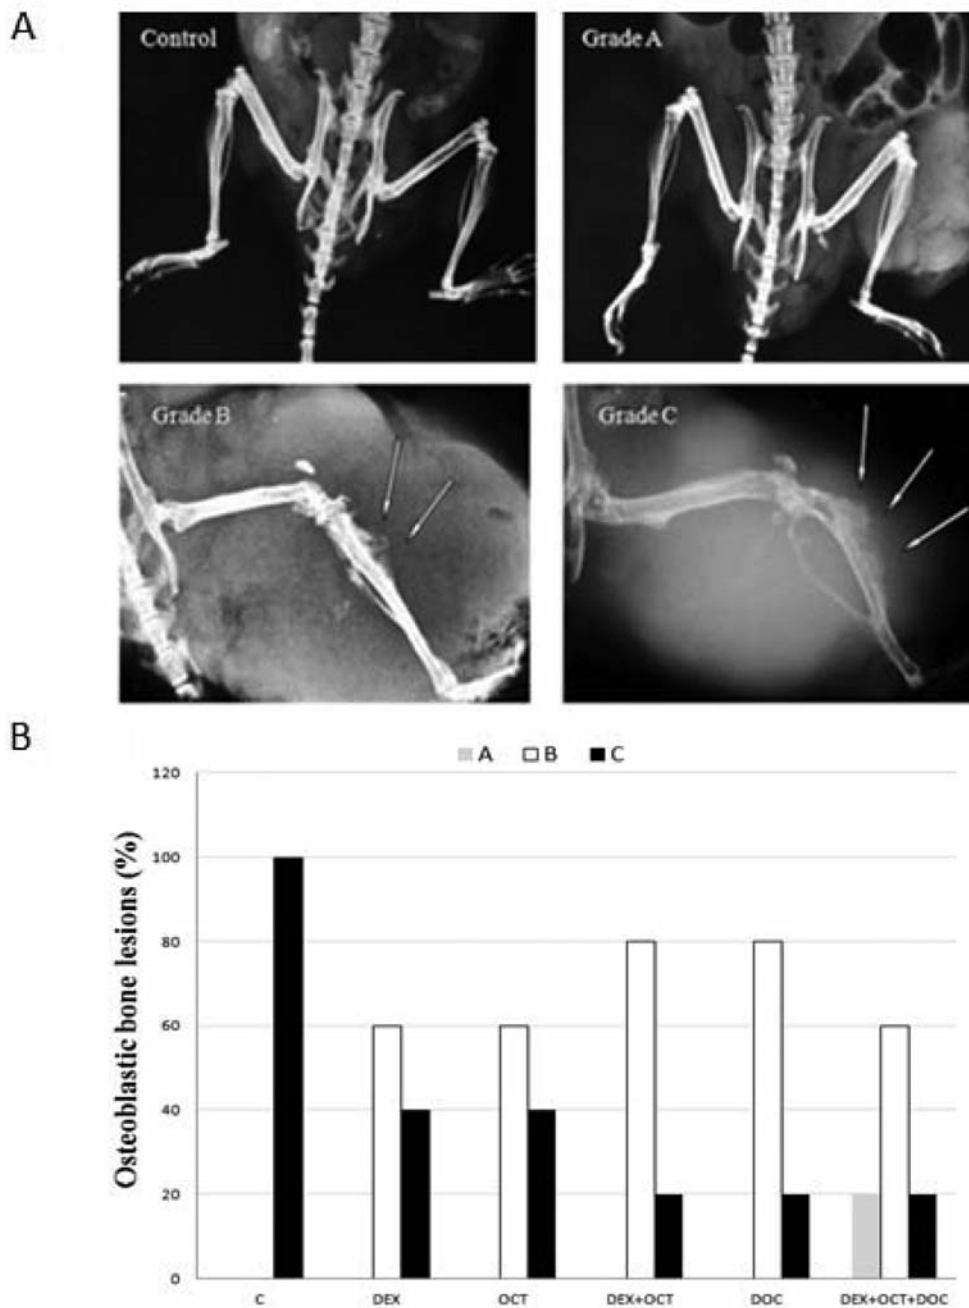 A
Control
Grade A
Grade B
Grade C
B
A B C
Osteoblastic bone lesions (%)
120
100
80
60
40
20
0
C DEX OCT DEX+OCT DOC DEX+OCT+DOC